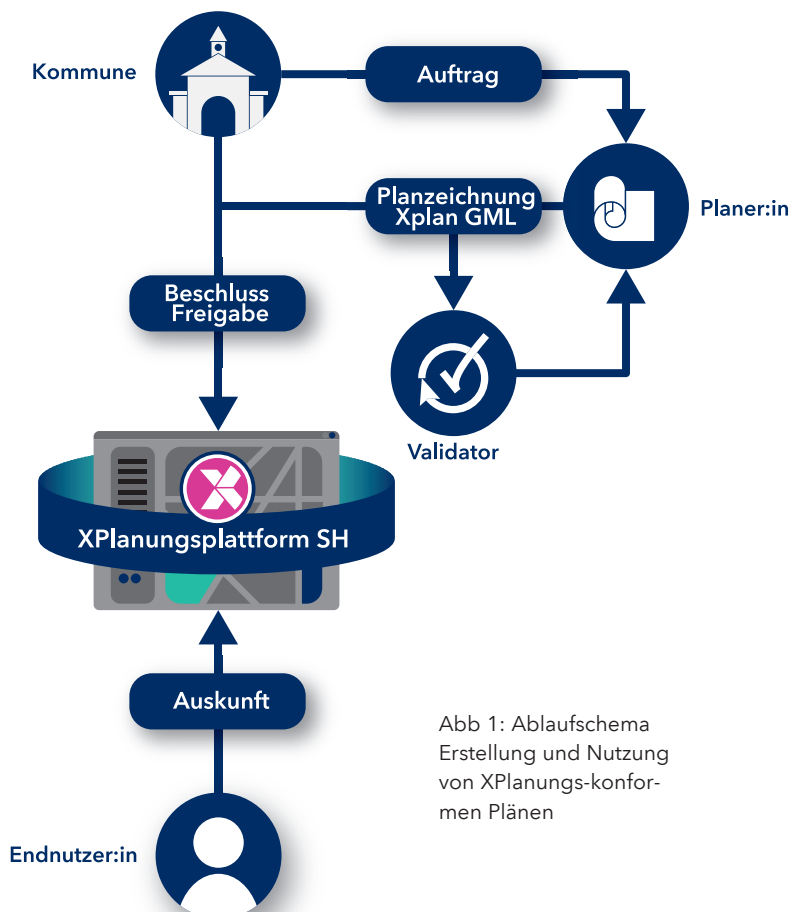 Kommune
Auftrag
Planzeichnung
Xplan GML
Planer:in
Beschluss
Freigabe
Validator
XPlanungsplattform SH
Auskunft
Abb 1: Ablaufschema
Erstellung und Nutzung
von XPlanungs-konfor-
men Plänen
Endnutzer:in